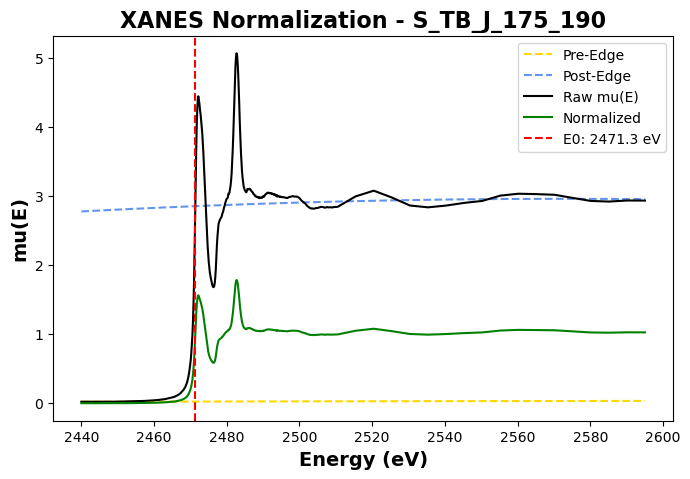 XANES Normalization - S_TB_J_175_190
mu(E)
5
4
3
2
1
0
Pre-Edge
Post-Edge
Raw mu(E)
Normalized
E0: 2471.3 eV
2440 2460 2480 2500 2520 2540 2560 2580 2600
Energy (eV)